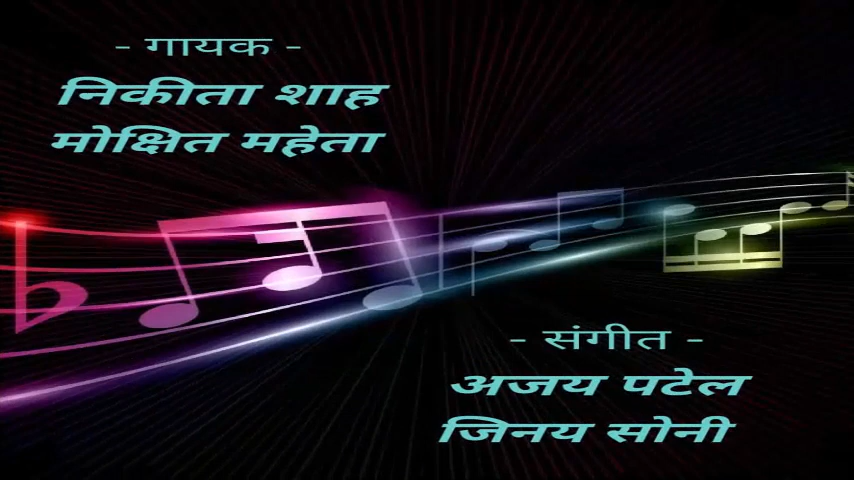 - गायक -
निकीता शाह
मोक्षित महेता
- संगीत -
अजय पटेल
जिनय सोनी